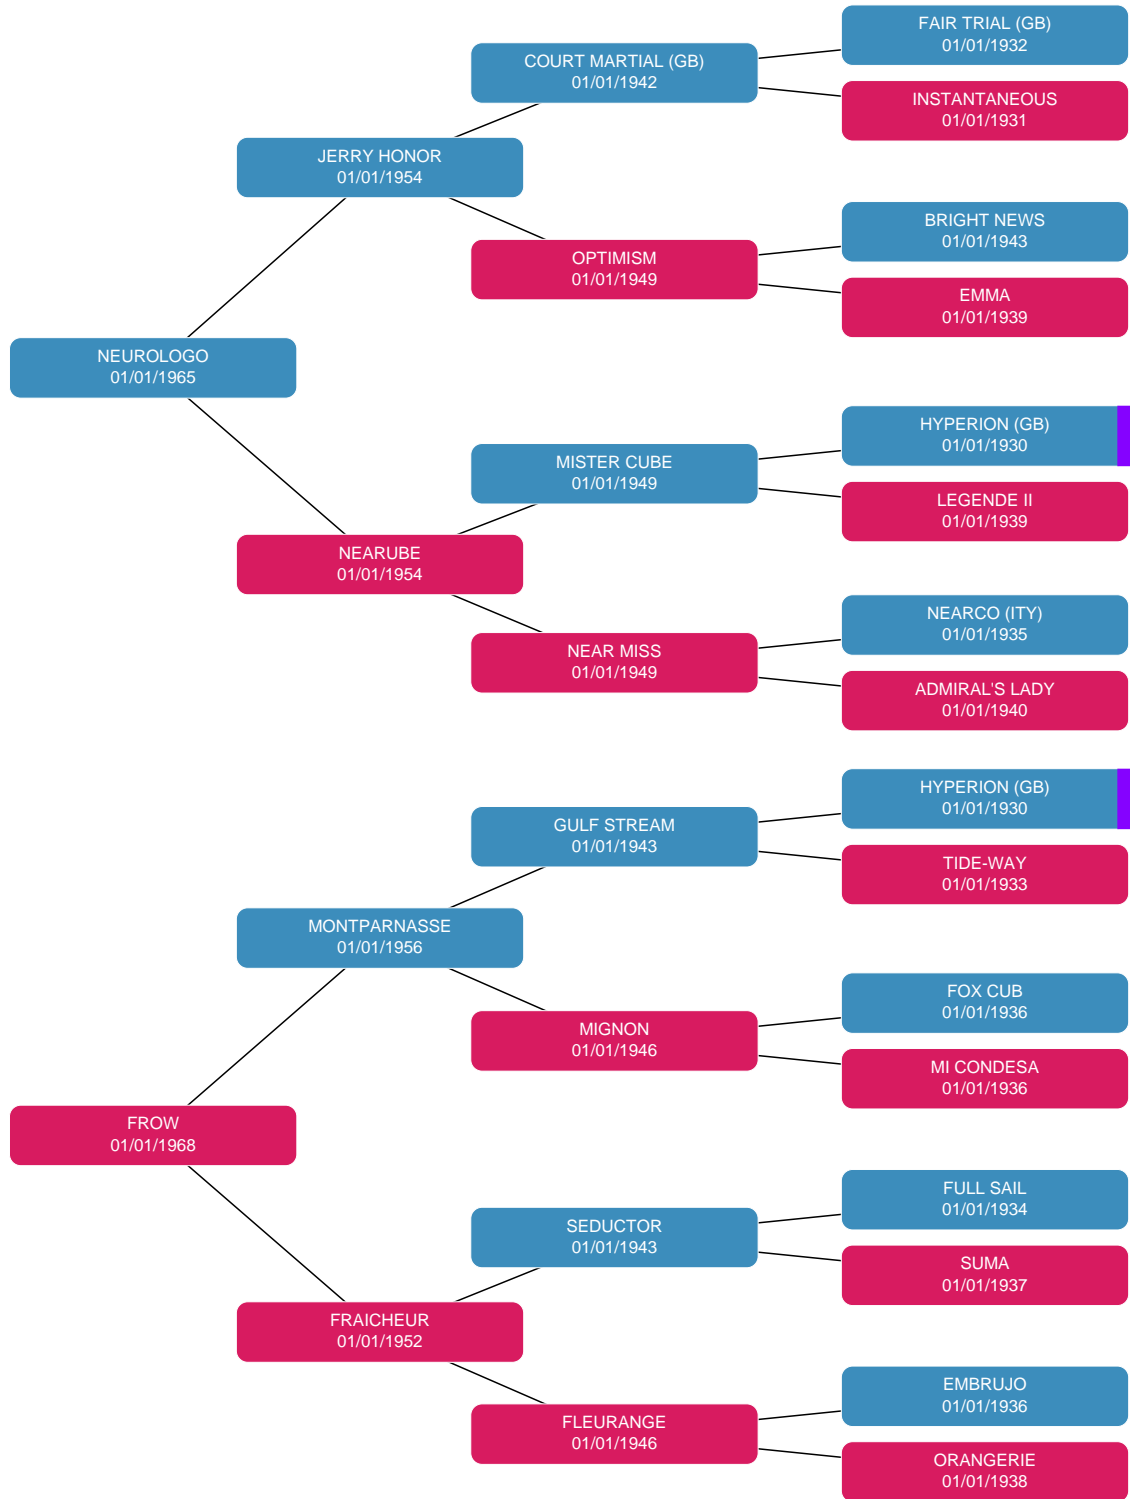 FAIR TRIAL (GB)
01/01/1932
COURT MARTIAL (GB)
01/01/1942
INSTANTANEOUS
01/01/1931
JERRY HONOR
01/01/1954
BRIGHT NEWS
01/01/1943
OPTIMISM
01/01/1949
EMMA
01/01/1939
NEUROLOGO
01/01/1965
HYPERION (GB)
01/01/1930
MISTER CUBE
01/01/1949
LEGENDE II
01/01/1939
NEARUBE
01/01/1954
NEARCO (ITY)
01/01/1935
NEAR MISS
01/01/1949
ADMIRAL'S LADY
01/01/1940
HYPERION (GB)
01/01/1930
GULF STREAM
01/01/1943
TIDE-WAY
01/01/1933
MONTPARNASSE
01/01/1956
FOX CUB
01/01/1936
MIGNON
01/01/1946
MI CONDESA
01/01/1936
FROW
01/01/1968
FULL SAIL
01/01/1934
SEDUCTOR
01/01/1943
SUMA
01/01/1937
FRAICHEUR
01/01/1952
EMBRUJO
01/01/1936
FLEURANGE
01/01/1946
ORANGERIE
01/01/1938